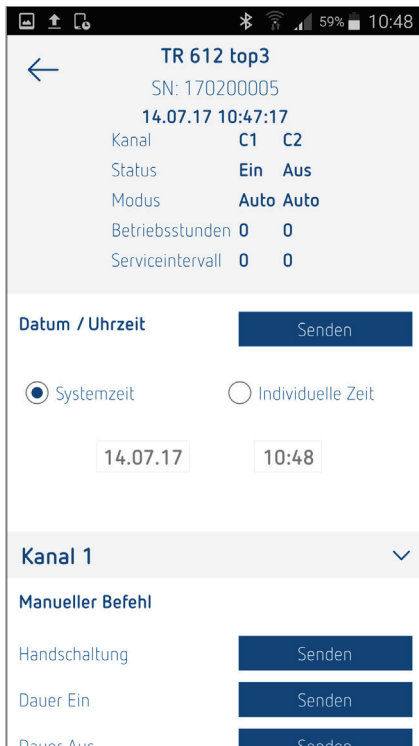 59% 10:48
TR 612 top3
SN: 170200005
14.07.17 10:47:17
Kanal C1 C2
Status Ein Aus
Modus Auto Auto
Betriebsstunden 0 0
Serviceintervall 0 0
Datum / Uhrzeit Senden
Systemzeit Individuelle Zeit
14.07.17 10:48
Kanal 1
Manueller Befehl
Handschaltung Senden
Dauer Ein Senden
Dauer Aus Senden